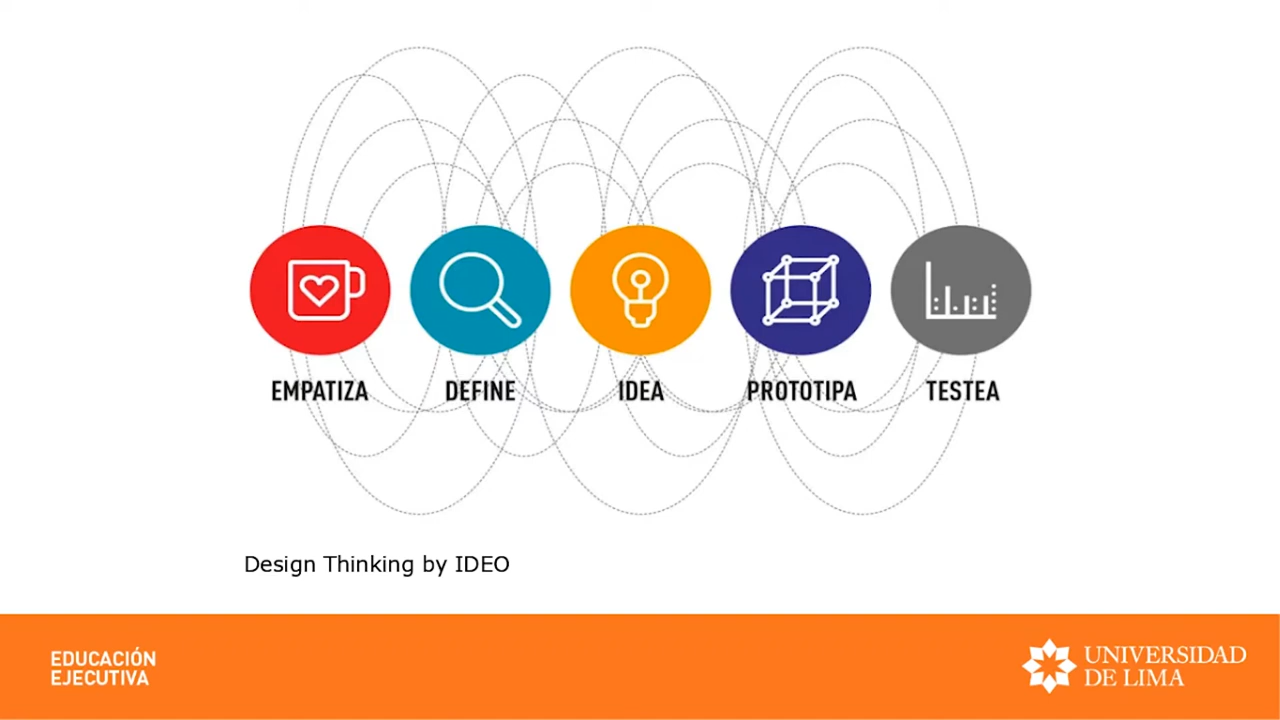 EMPATIZA
DEFINE
IDEA
PROTOTIPA
TESTEA
Design Thinking by IDEO
EDUCACIÓN
EJECUTIVA
UNIVERSIDAD
DE LIMA